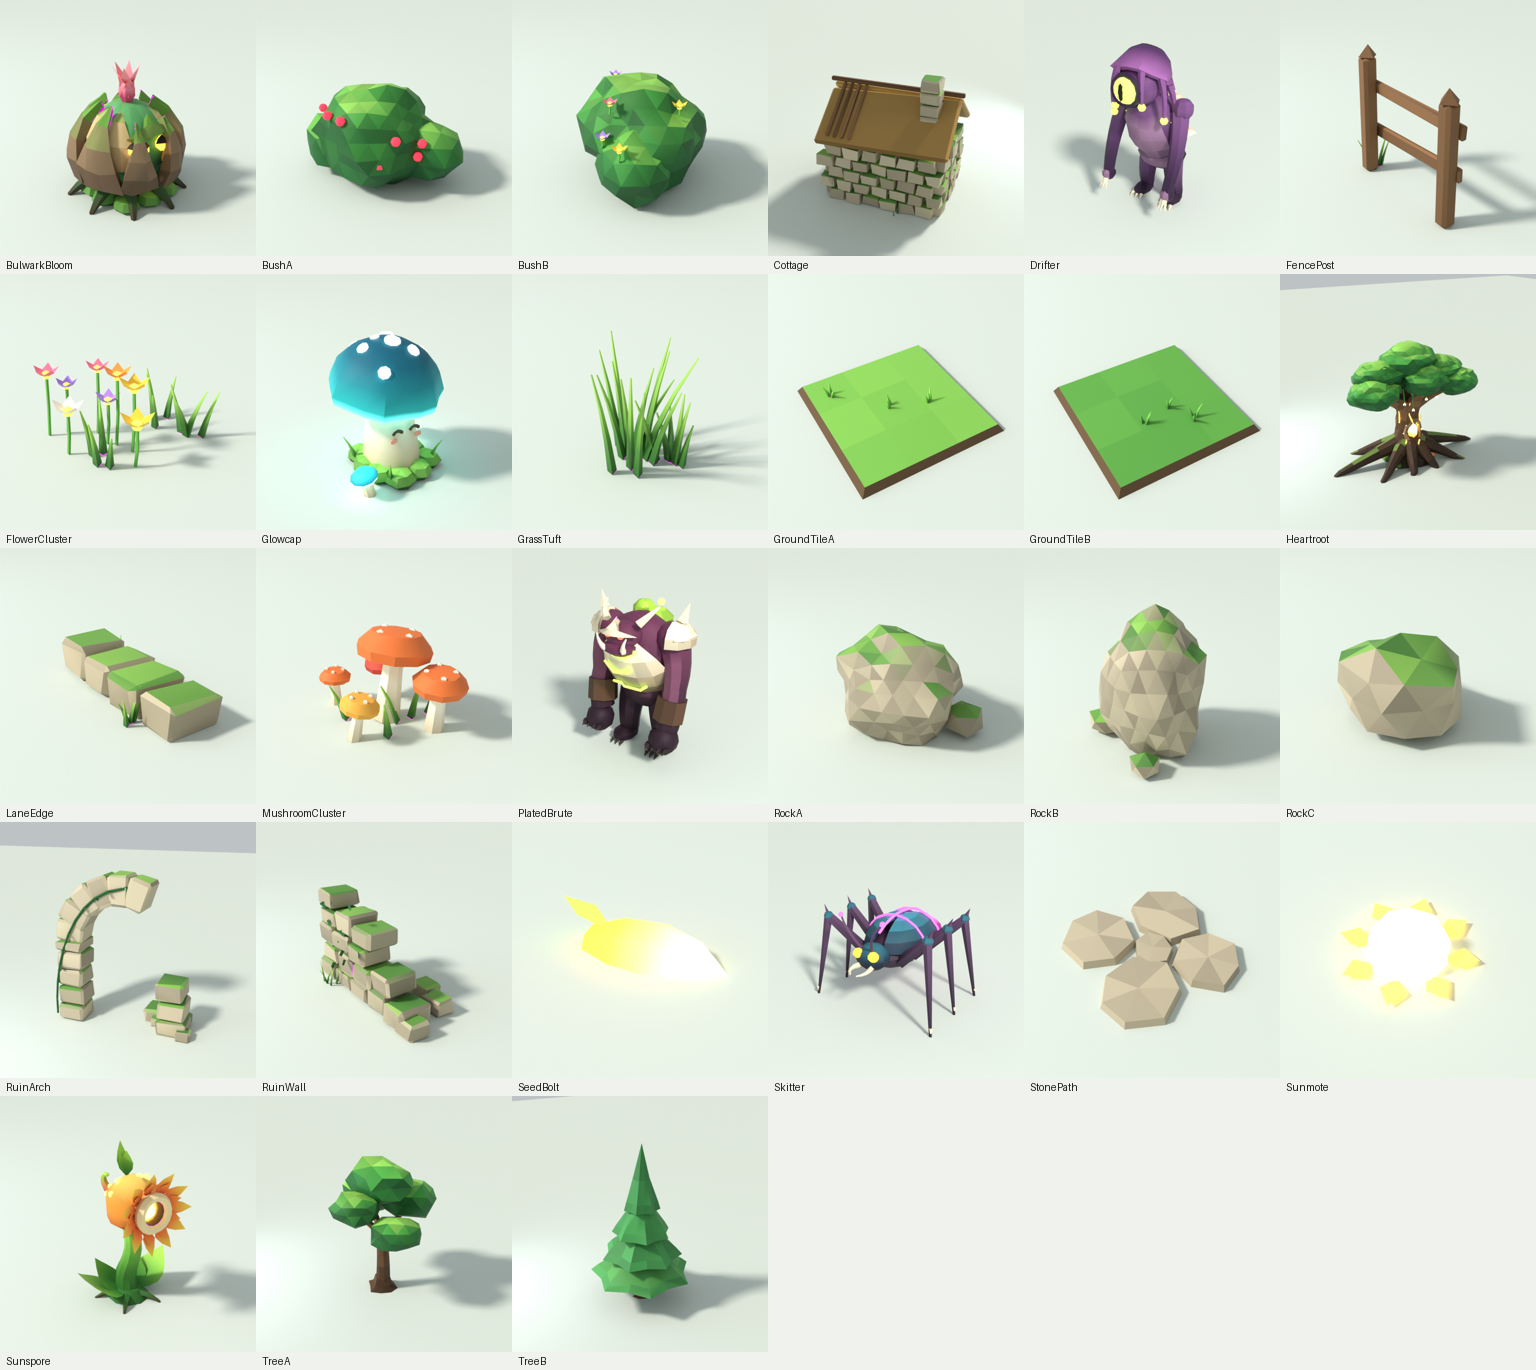 BulwarkBloom
BushA
BushB
Cottage
Drifter
FencePost
FlowerCluster
Glowcap
GrassTuft
GroundTileA
GroundTileB
Heartroot
LaneEdge
MushroomCluster
PlatedBrute
RockA
RockB
RockC
RuinArch
RuinWall
SeedBolt
Skitter
StonePath
Sunmote
Sunspore
TreeA
TreeB